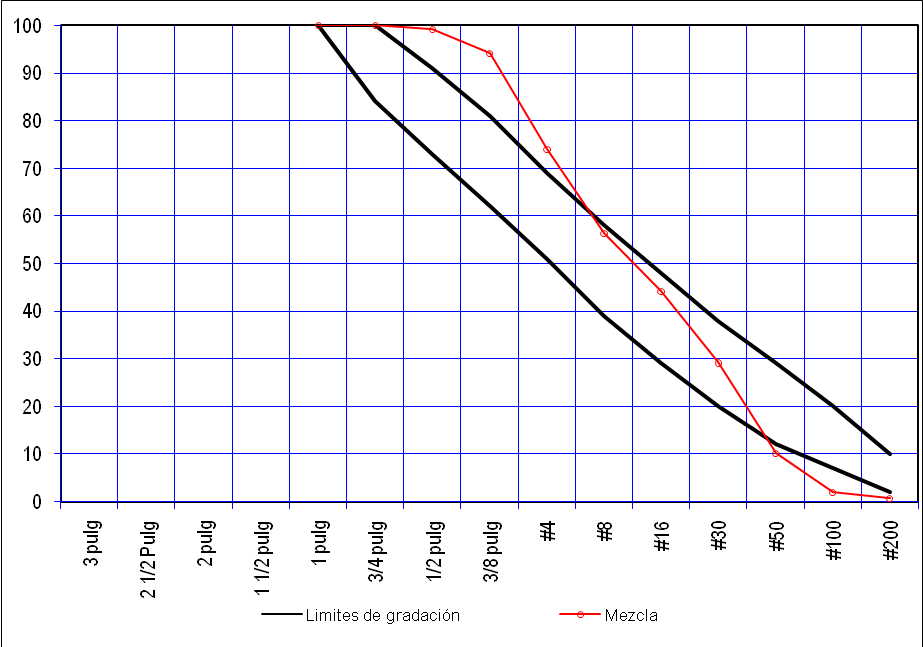 100
90
80
70
60
50
40
30
20
10
0
3 pulg
2 1/2 Pulg
2 pulg
1 1/2 pulg
1 pulg
3/4 pulg
1/2 pulg
3/8 pulg
#4
#8
#16
#30
#50
#100
#200
Limites de gradación
Mezcla